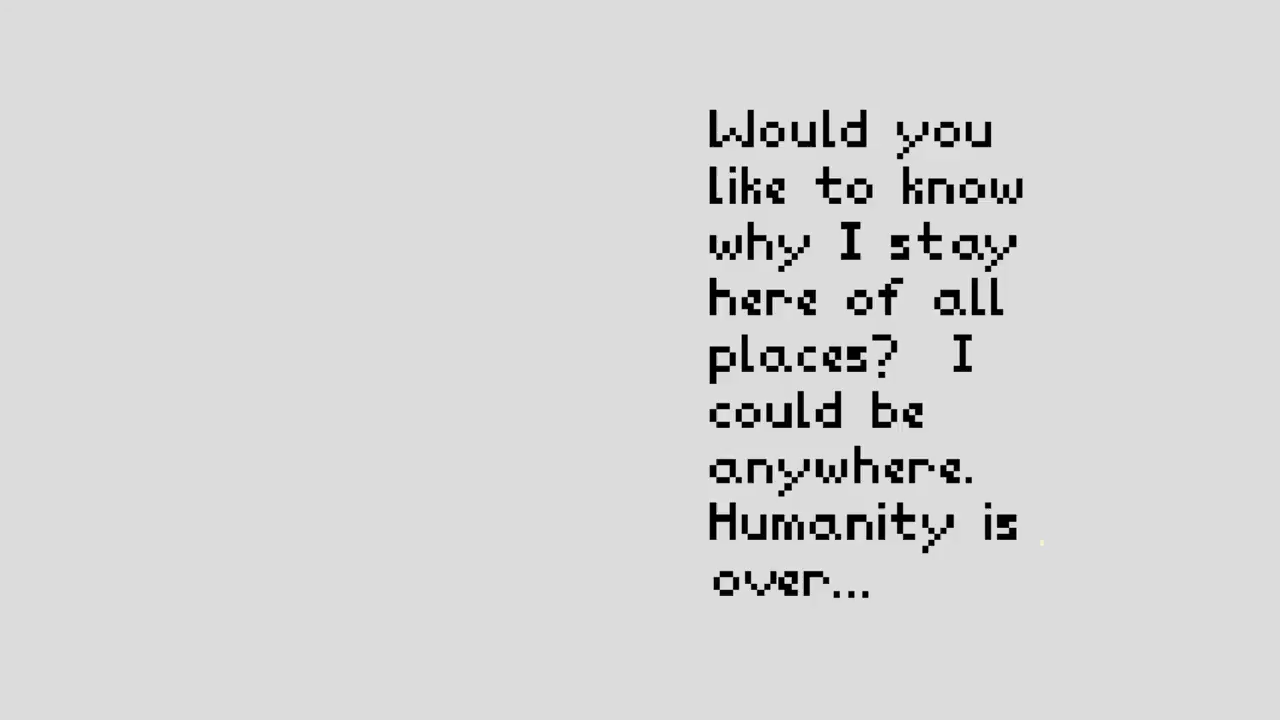 Would you
like to know
why I stay
here of all
places?  I
could be
anywhere.
Humanity is
over...